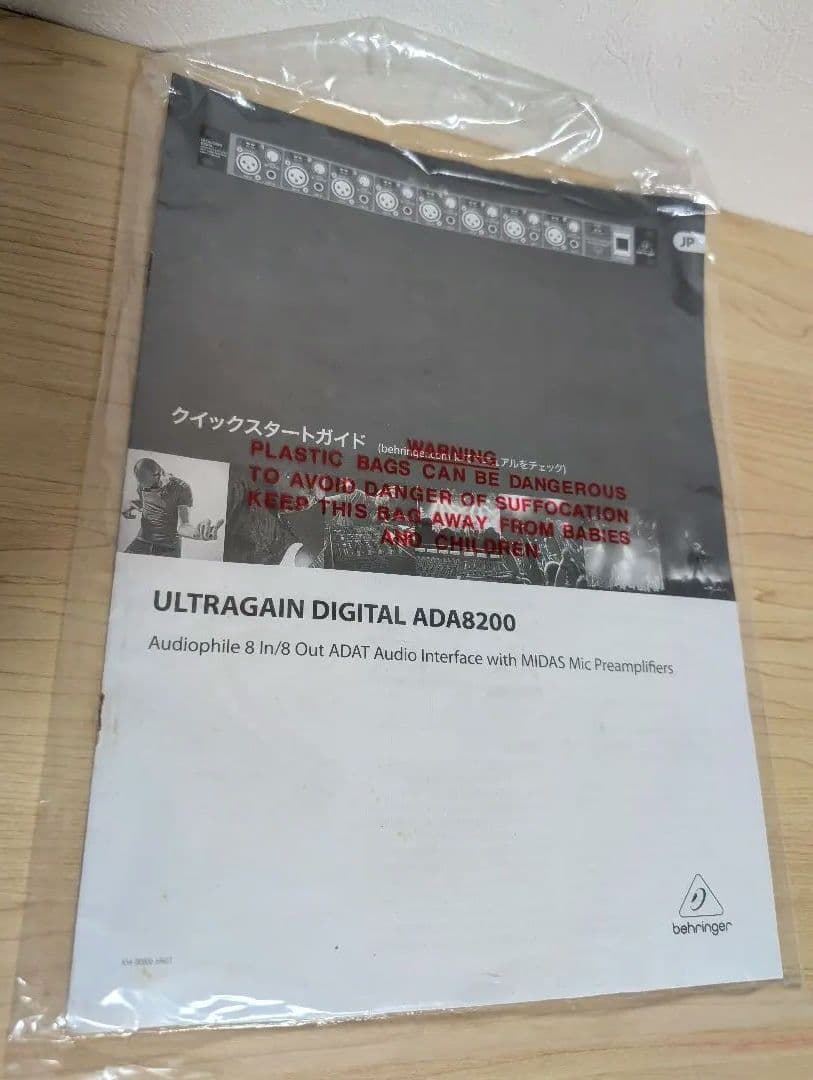 JP
クイックスタートガイド
WARNING
PLASTIC BAGS CAN BE DANGEROUS
TO AVOID DANGER OF SUFFOCATION
KEEP THIS BAG AWAY FROM BABIES
AND CHILDREN
ULTRAGAIN DIGITAL ADA8200
Audiophile 8 In/8 Out ADAT Audio Interface with MIDAS Mic Preamplifiers
behringer